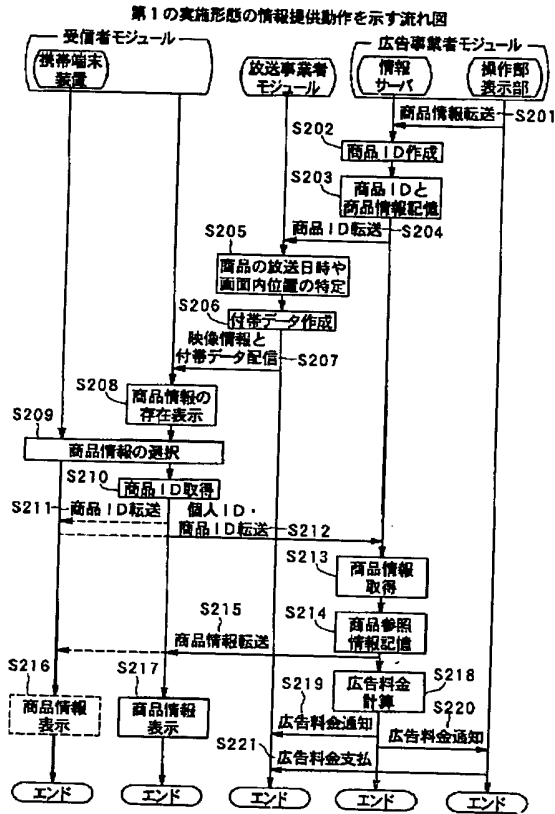 第1の実施形態の情報提供動作を示す流れ図
受信者モジュール
広告事業者モジュール
携帯端末
装置
放送事業者
モジュール
情報
サーバ
操作部
表示部
商品情報転送
S201
S202
商品ID作成
S203
商品IDと
商品情報記憶
商品ID転送
S204
S205
商品の放送日時や
画面内位置の特定
S206
付帯データ作成
映像情報と
付帯データ配信
S207
S208
商品情報の
存在表示
S209
商品情報の選択
S210
商品ID取得
S211
商品ID転送
個人ID・
商品ID転送
S212
S213
商品情報
取得
S214
商品参照
情報記憶
S215
商品情報転送
S216
商品情報
表示
S217
商品情報
表示
広告料金
計算
S218
S219
広告料金通知
S220
広告料金通知
S221
広告料金支払
エンド
エンド
エンド
エンド
エンド